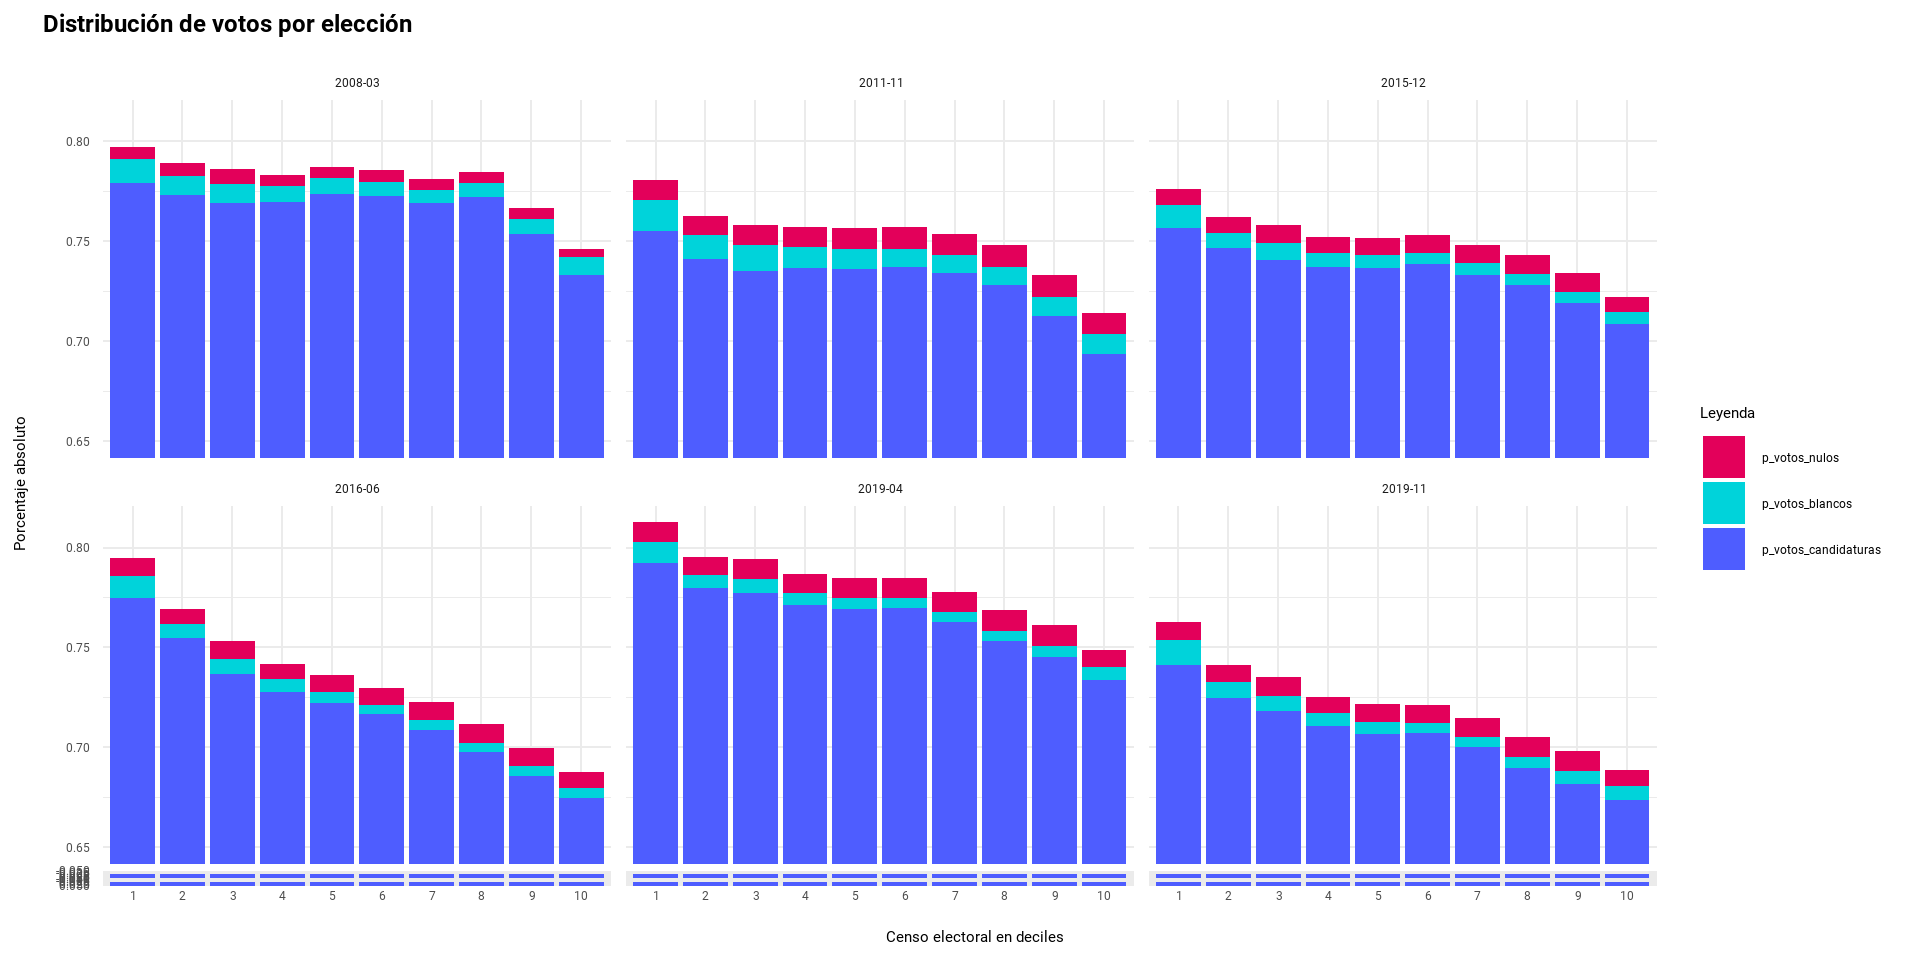 Distribución de votos por elección
2008-03
2011-11
2015-12
0.80
0.75
0.70
0.65
2016-06
2019-04
2019-11
0.80
0.75
0.70
0.65
1 2 3 4 5 6 7 8 9 10
1 2 3 4 5 6 7 8 9 10
1 2 3 4 5 6 7 8 9 10
Censo electoral en deciles
Porcentaje absoluto
Leyenda
p_votos_nulos
p_votos_blancos
p_votos_candidaturas